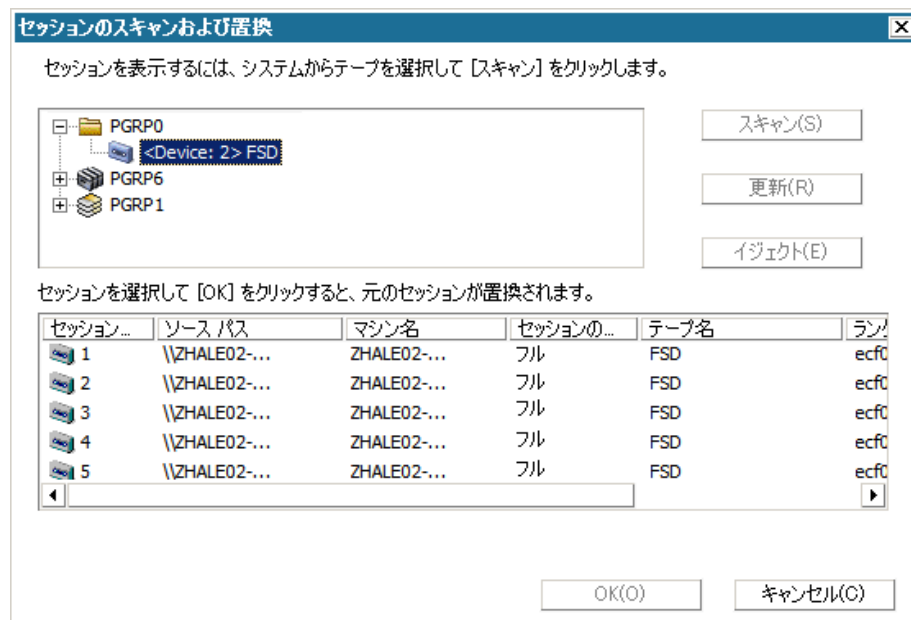 セッションのスキャンおよび置換
セッションを表示するには、システムからテープを選択して [スキャン] をクリックします。
PGRP0
<Device: 2> FSD
PGRP6
PGRP1
スキャン(S)
更新(R)
イジェクト(E)
セッションを選択して [OK] をクリックすると、元のセッションが置換されます。
セッション... ソース パス マシン名 セッションの... テープ名 ラン
1 \\ZHALE02-... ZHALE02-... フル FSD ecf0
2 \\ZHALE02-... ZHALE02-... フル FSD ecf0
3 \\ZHALE02-... ZHALE02-... フル FSD ecf0
4 \\ZHALE02-... ZHALE02-... フル FSD ecf0
5 \\ZHALE02-... ZHALE02-... フル FSD ecf0
OK(O) キャンセル(C)